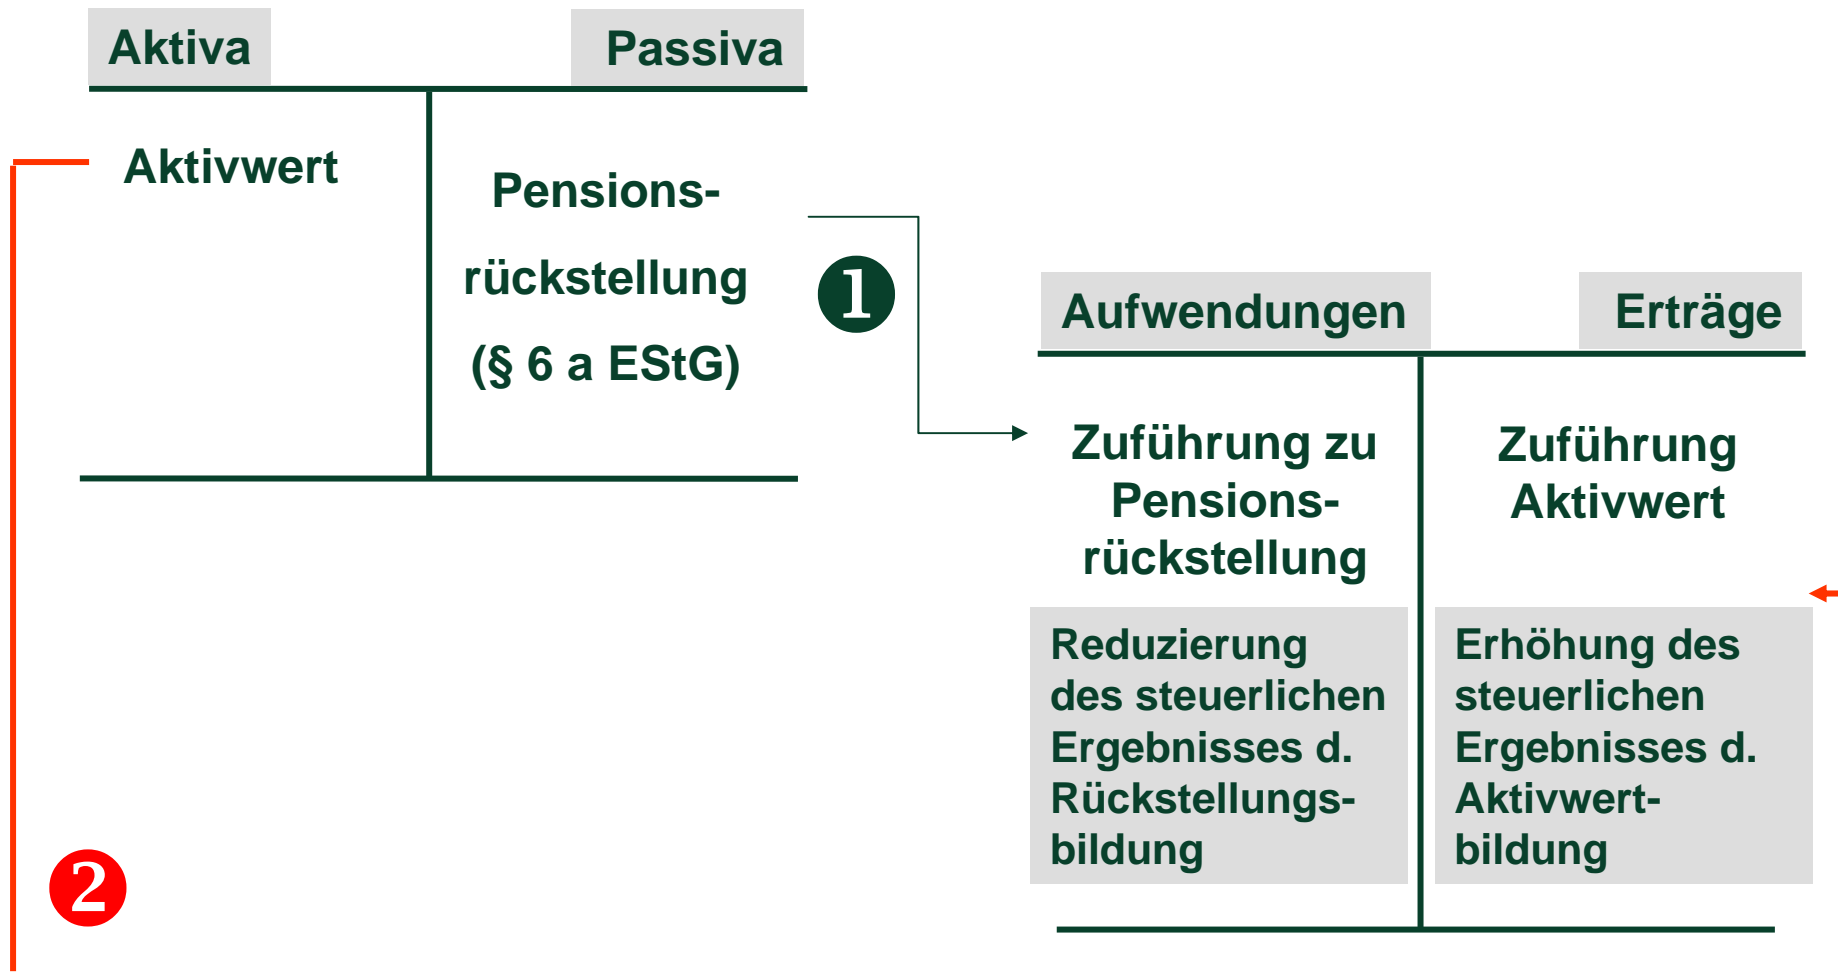 Aktiva
Passiva
Aktivwert
Pensions-
rückstellung
(§ 6 a EStG)
1
Aufwendungen
Erträge
Zuführung zu
Pensions-
rückstellung
Zuführung
Aktivwert
Reduzierung
des steuerlichen
Ergebnisses d.
Rückstellungs-
bildung
Erhöhung des
steuerlichen
Ergebnisses d.
Aktivwert-
bildung
2